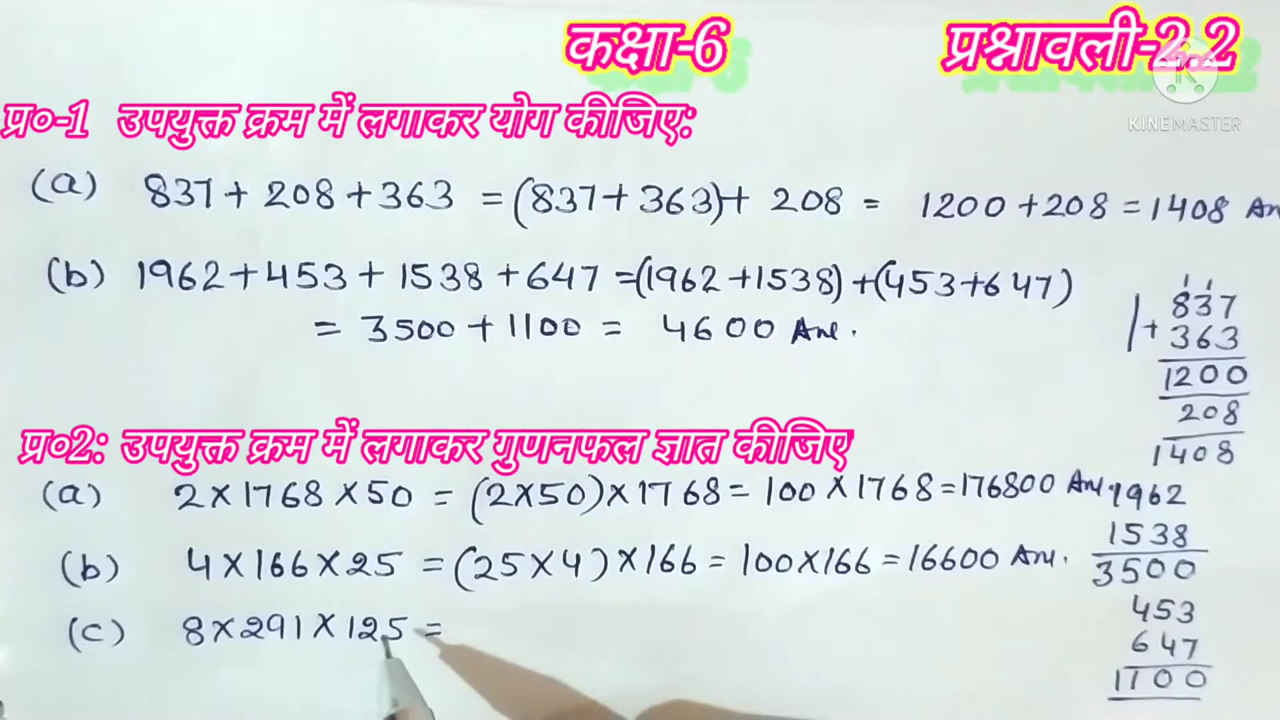 कक्षा-6 प्रश्नावली-2.2
KINEMASTER
प्र०-1 उपयुक्त क्रम में लगाकर योग कीजिए:
(a) 837 + 208 + 363 = (837 + 363) + 208 = 1200 + 208 = 1408 An
(b) 1962 + 453 + 1538 + 647 = (1962 + 1538) + (453 + 647)
= 3500 + 1100 = 4600 Ans.
1 1
837
+ 363
1200
208
1408
प्र०2: उपयुक्त क्रम में लगाकर गुणनफल ज्ञात कीजिए
(a) 2 × 1768 × 50 = (2 × 50) × 1768 = 100 × 1768 = 176800 Ans
(b) 4 × 166 × 25 = (25 × 4) × 166 = 100 × 166 = 16600 Ans.
(c) 8 × 291 × 125 =
1962
1538
3500
453
647
1100